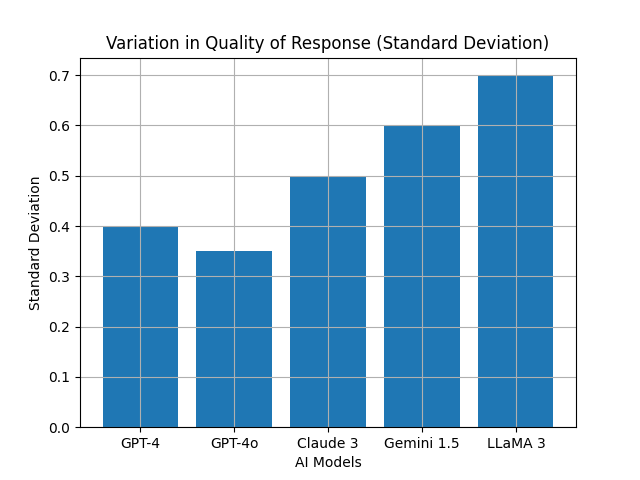 Variation in Quality of Response (Standard Deviation)
Standard Deviation
0.7
0.6
0.5
0.4
0.3
0.2
0.1
0.0
GPT-4 GPT-4o Claude 3 Gemini 1.5 LLaMA 3
AI Models